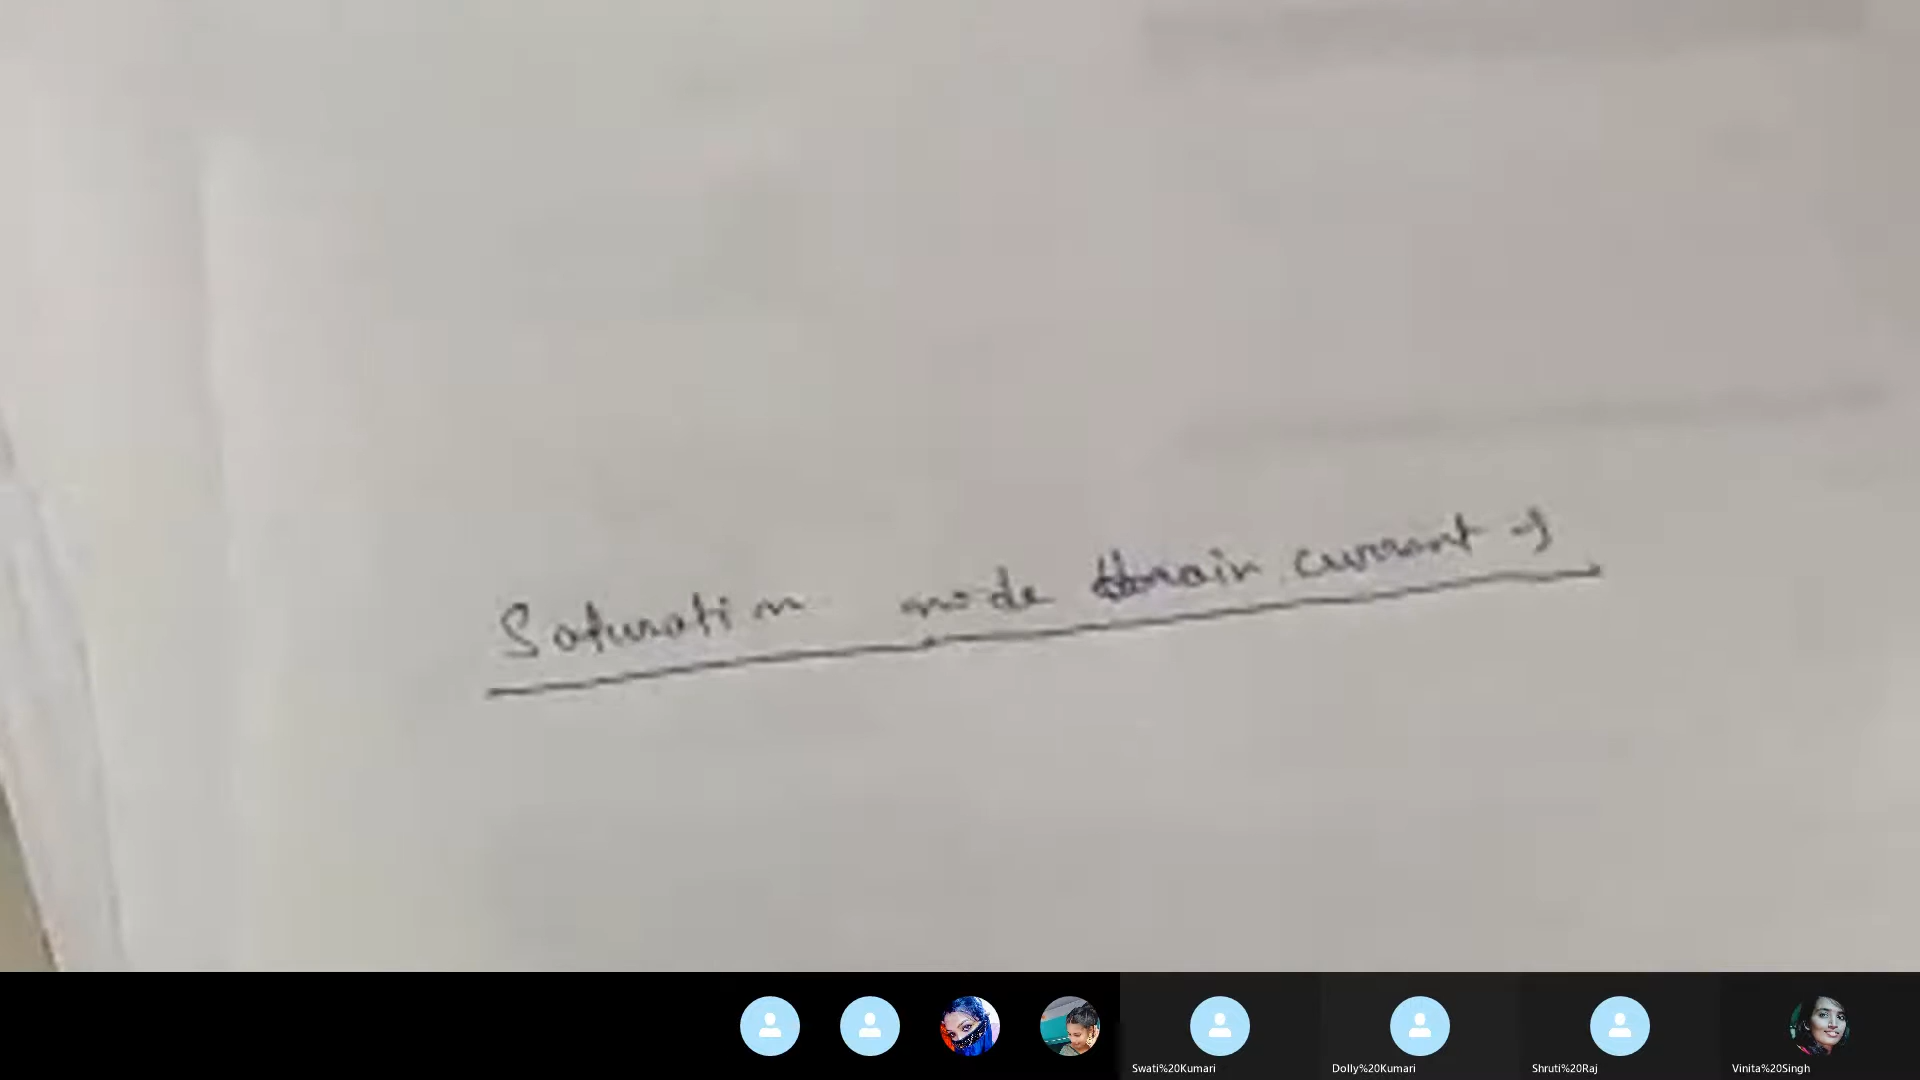 Saturation mode drain current →
Swati%20Kumari
Dolly%20Kumari
Shruti%20Raj
Vinita%20Singh